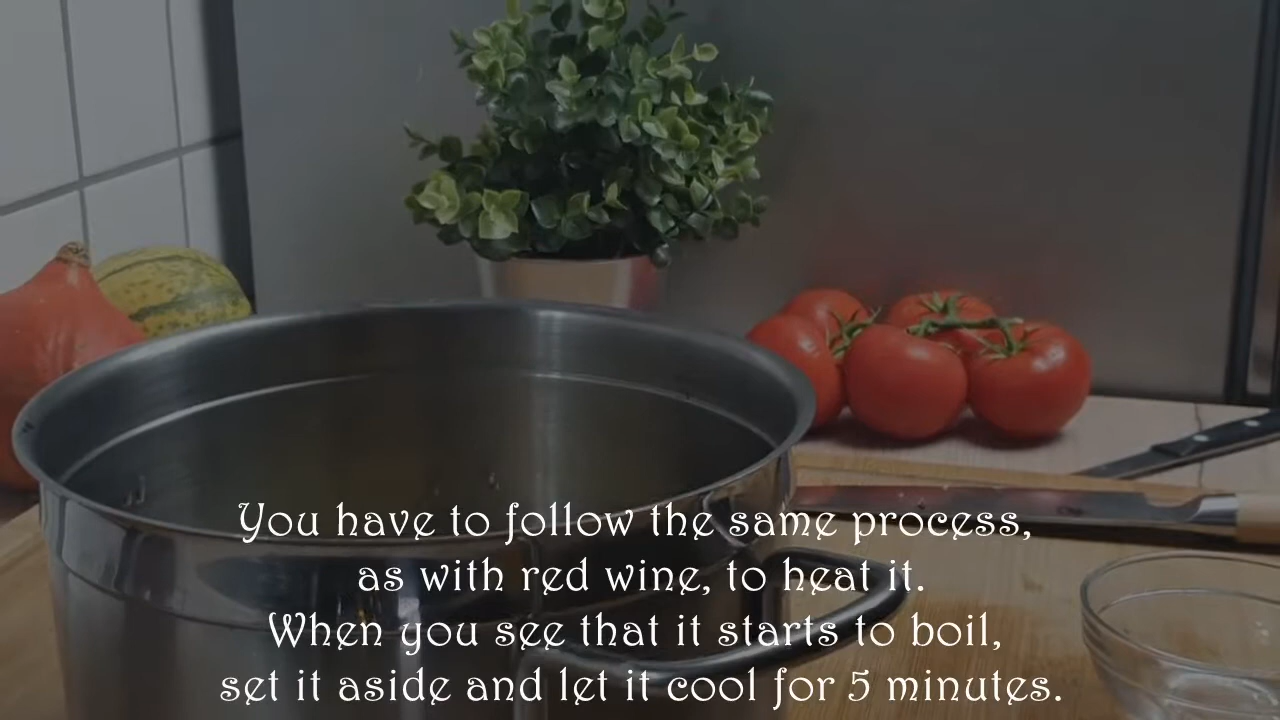 You have to follow the same process,
as with red wine, to heat it.
When you see that it starts to boil,
set it aside and let it cool for 5 minutes.